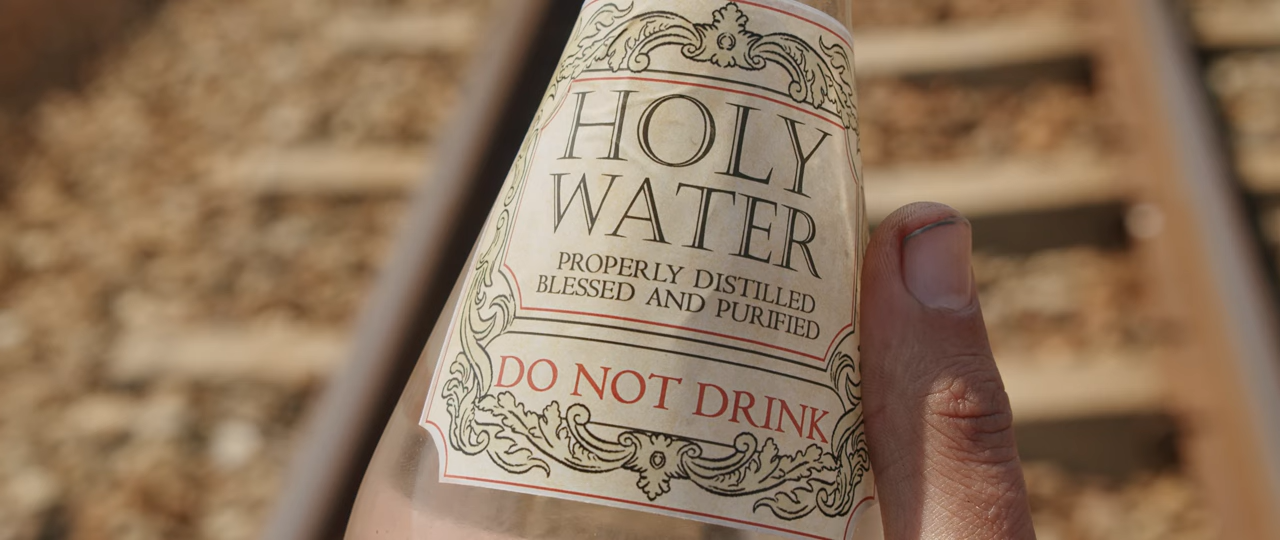 HOLY
WATER
PROPERLY DISTILLED
BLESSED AND PURIFIED
DO NOT DRINK